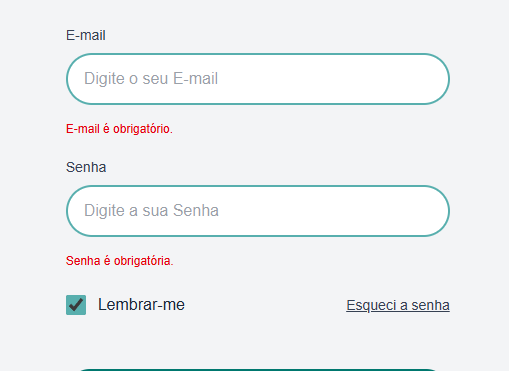 E-mail
Digite o seu E-mail
E-mail é obrigatório.
Senha
Digite a sua Senha
Senha é obrigatória.
Lembrar-me Esqueci a senha